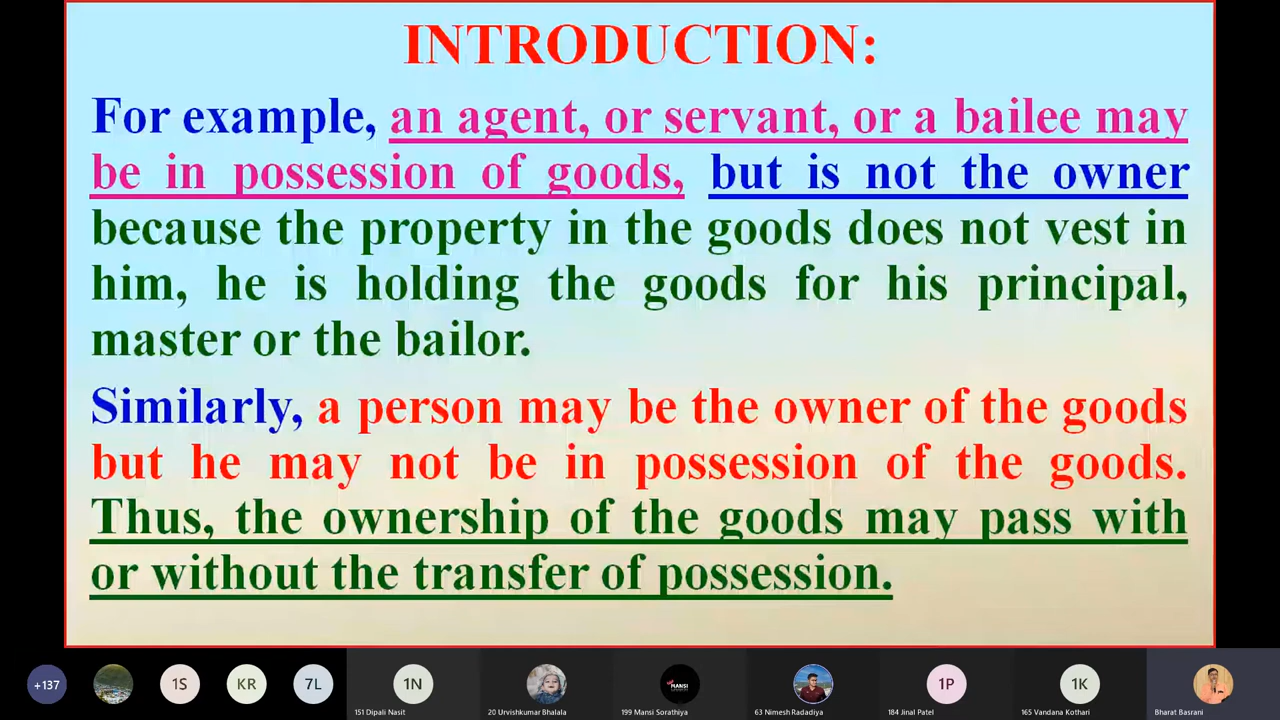 INTRODUCTION:
For example, an agent, or servant, or a bailee may
be in possession of goods, but is not the owner
because the property in the goods does not vest in
him, he is holding the goods for his principal,
master or the bailor.
Similarly, a person may be the owner of the goods
but he may not be in possession of the goods.
Thus, the ownership of the goods may pass with
or without the transfer of possession.
+137
1S
KR
7L
1N
MANSI
1P
1K
151 Dipali Nasit
20 Urvishkumar Bhalala
199 Mansi Sorathiya
63 Nimesh Radadiya
184 Jinal Patel
165 Vandana Kothari
Bharat Basrani